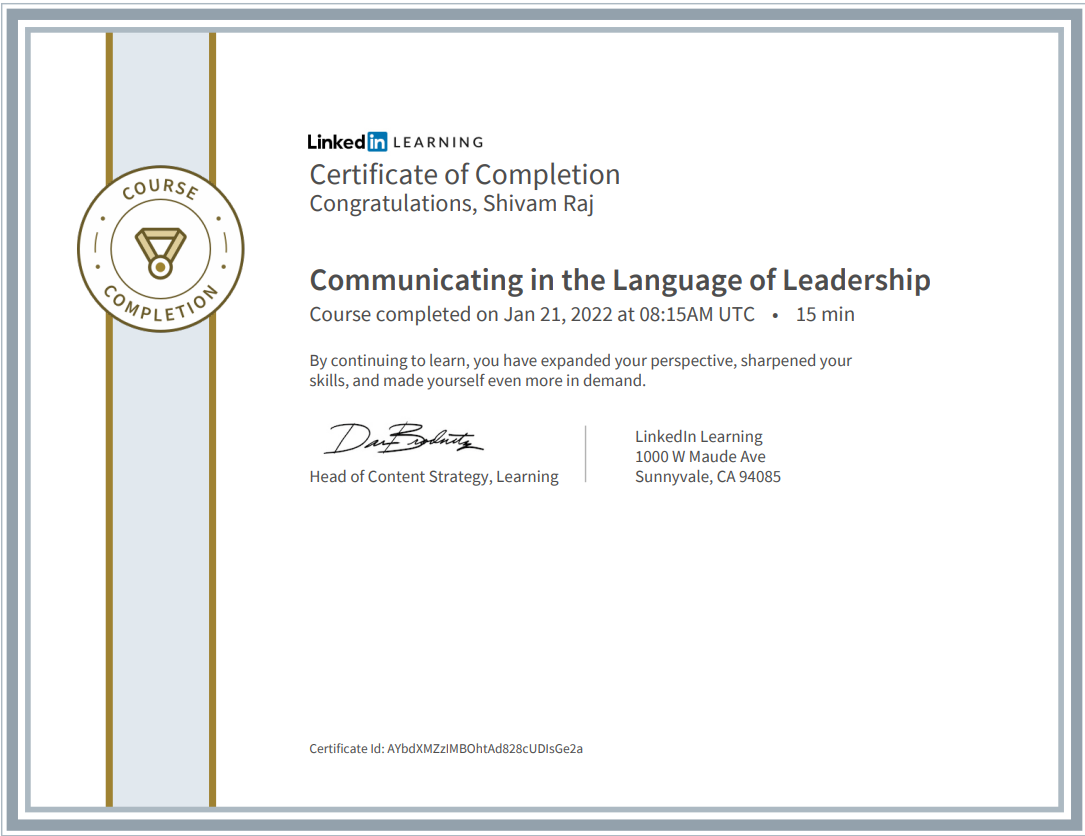 COURSE
COMPLETION
Linked in LEARNING
Certificate of Completion
Congratulations, Shivam Raj
Communicating in the Language of Leadership
Course completed on Jan 21, 2022 at 08:15AM UTC • 15 min
By continuing to learn, you have expanded your perspective, sharpened your
skills, and made yourself even more in demand.
Head of Content Strategy, Learning
LinkedIn Learning
1000 W Maude Ave
Sunnyvale, CA 94085
Certificate Id: AYbdXMZzIMBOhtAd828cUDIsGe2a